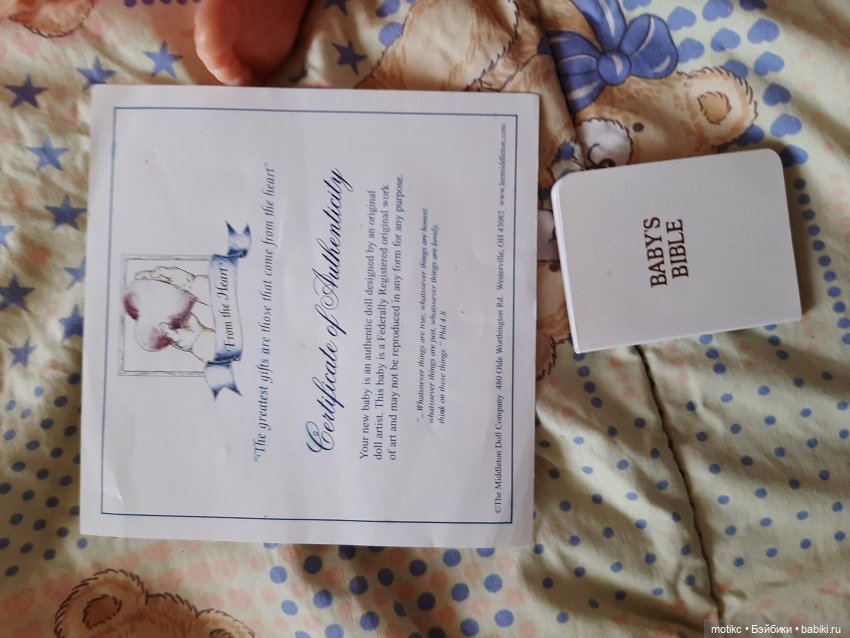 From the Heart
"The greatest gifts are those that come from the heart"
Certificate of Authenticity
Your new baby is an authentic doll designed by an original
doll artist. This baby is a Federally Registered original work
of art and may not be reproduced in any form for any purpose.
"...Whatsoever things are true, whatsoever things are honest,
whatsoever things are just, whatsoever things are lovely,
think on these things." Phil 4:8
©The Middleton Doll Company 480 Olde Worthington Rd. Westerville, OH 43082 www.leemiddleton.com
BABY'S
BIBLE
motikc • Бэйбики • babiki.ru